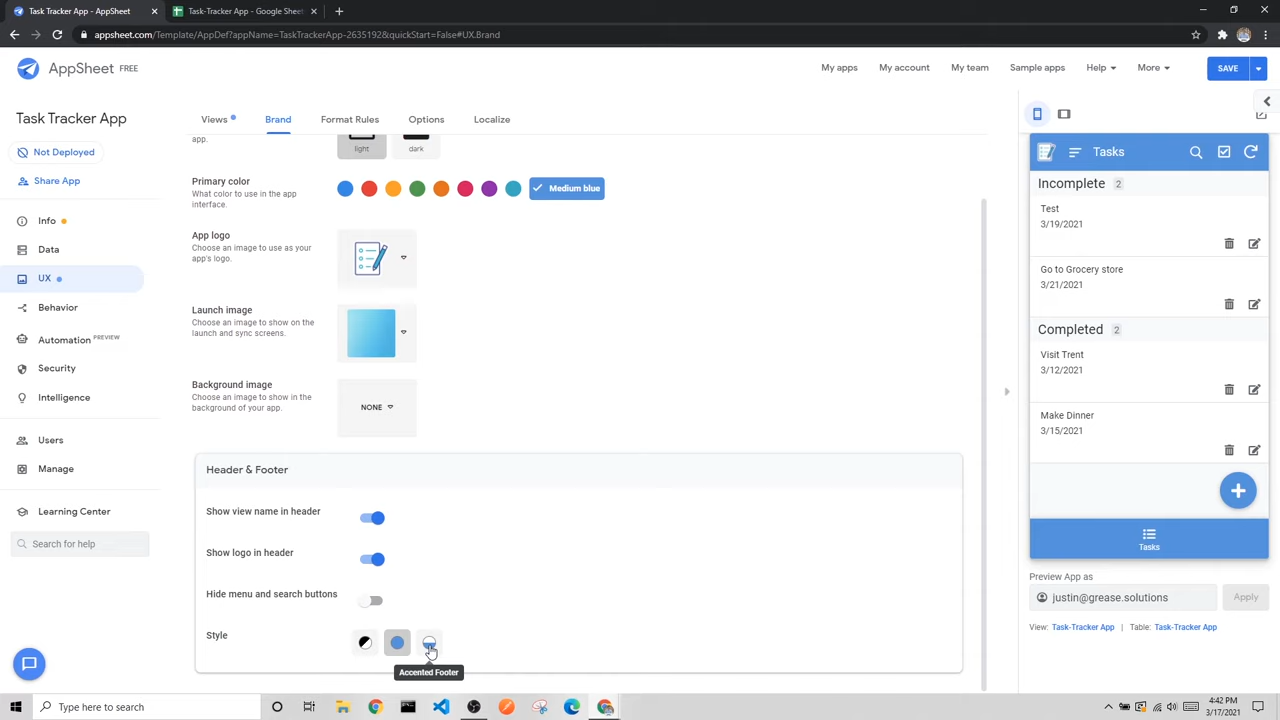 Task Tracker App
Task-Tracker App - Google Sheet
appsheet.com/Template/AppDef?appName=TaskTrackerApp-2635192&quickStart=False#UX.Brand
AppSheet FREE
My apps
My account
My team
Sample apps
Help
More
SAVE
Task Tracker App
Not Deployed
Share App
Info
Data
UX
Behavior
Automation PREVIEW
Security
Intelligence
Users
Manage
Learning Center
Search for help
Views
Brand
Format Rules
Options
Localize
app.
light
dark
Primary color
What color to use in the app
interface.
Medium blue
App logo
Choose an image to use as your
app's logo.
Launch image
Choose an image to show on the
launch and sync screens.
Background image
Choose an image to show in the
background of your app.
NONE
Header & Footer
Show view name in header
Show logo in header
Hide menu and search buttons
Style
Accented Footer
Tasks
Incomplete 2
Test
3/19/2021
Go to Grocery store
3/21/2021
Completed 2
Visit Trent
3/12/2021
Make Dinner
3/15/2021
Tasks
Preview App as
justin@grease.solutions
Apply
View: Task-Tracker App | Table: Task-Tracker App
Type here to search
4:42 PM
3/17/2021